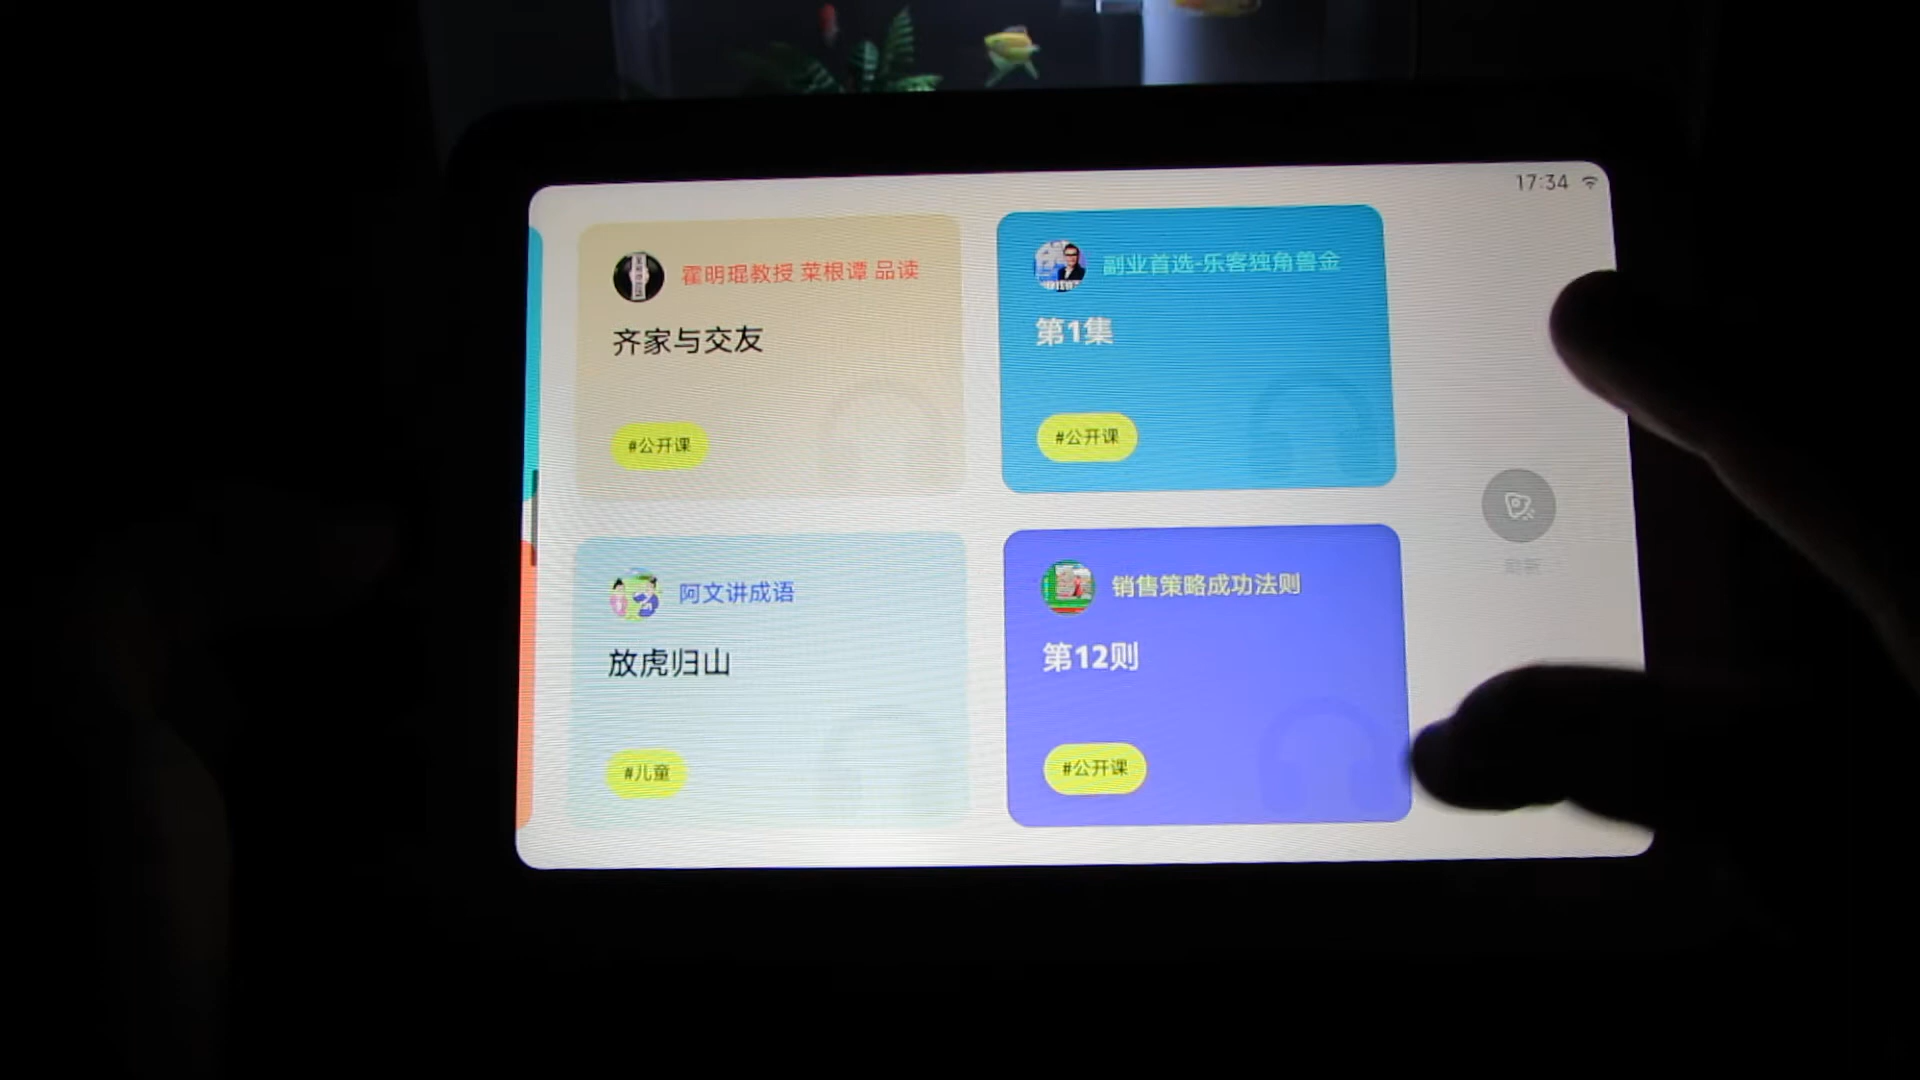 17:34
霍明琨教授 菜根谭 品读
齐家与交友
#公开课
副业首选-乐客独角兽金
第1集
#公开课
阿文讲成语
放虎归山
#儿童
销售策略成功法则
第12则
#公开课